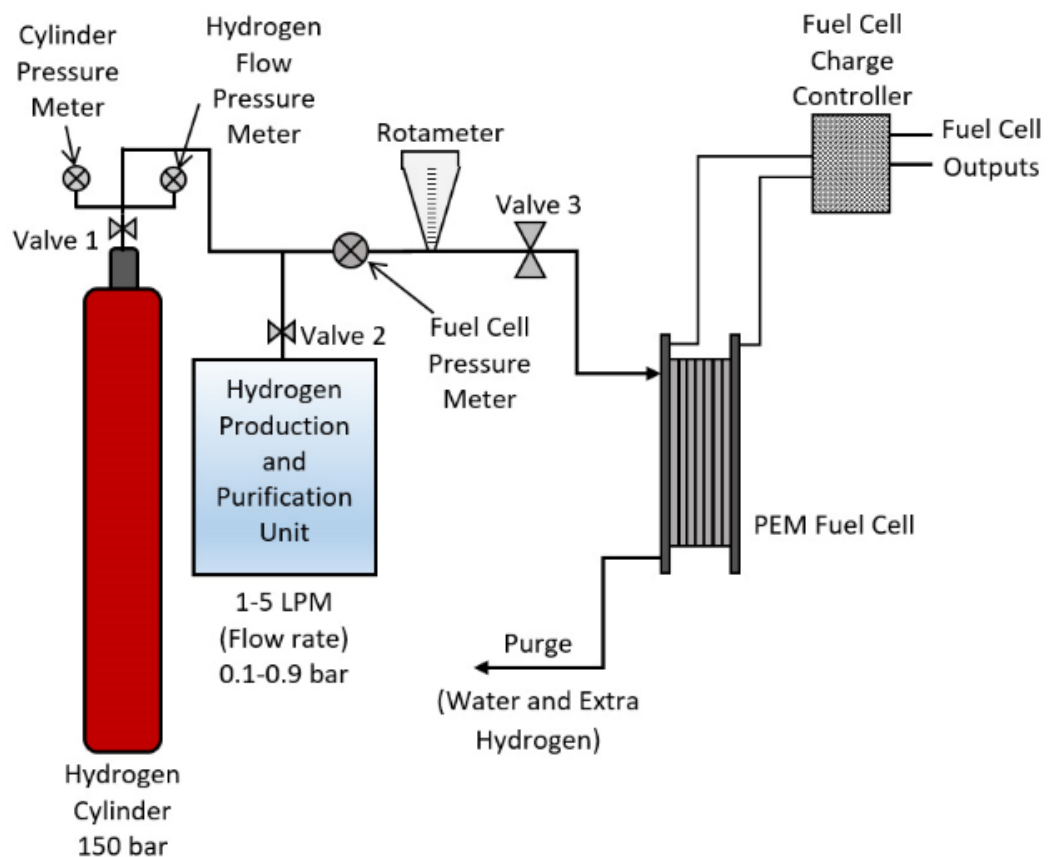 Cylinder
Pressure
Meter
Hydrogen
Flow
Pressure
Meter
Rotameter
Fuel Cell
Charge
Controller
Fuel Cell
Outputs
Valve 1
Valve 3
Valve 2
Fuel Cell
Pressure
Meter
Hydrogen
Production
and
Purification
Unit
1-5 LPM
(Flow rate)
0.1-0.9 bar
PEM Fuel Cell
Purge
(Water and Extra
Hydrogen)
Hydrogen
Cylinder
150 bar